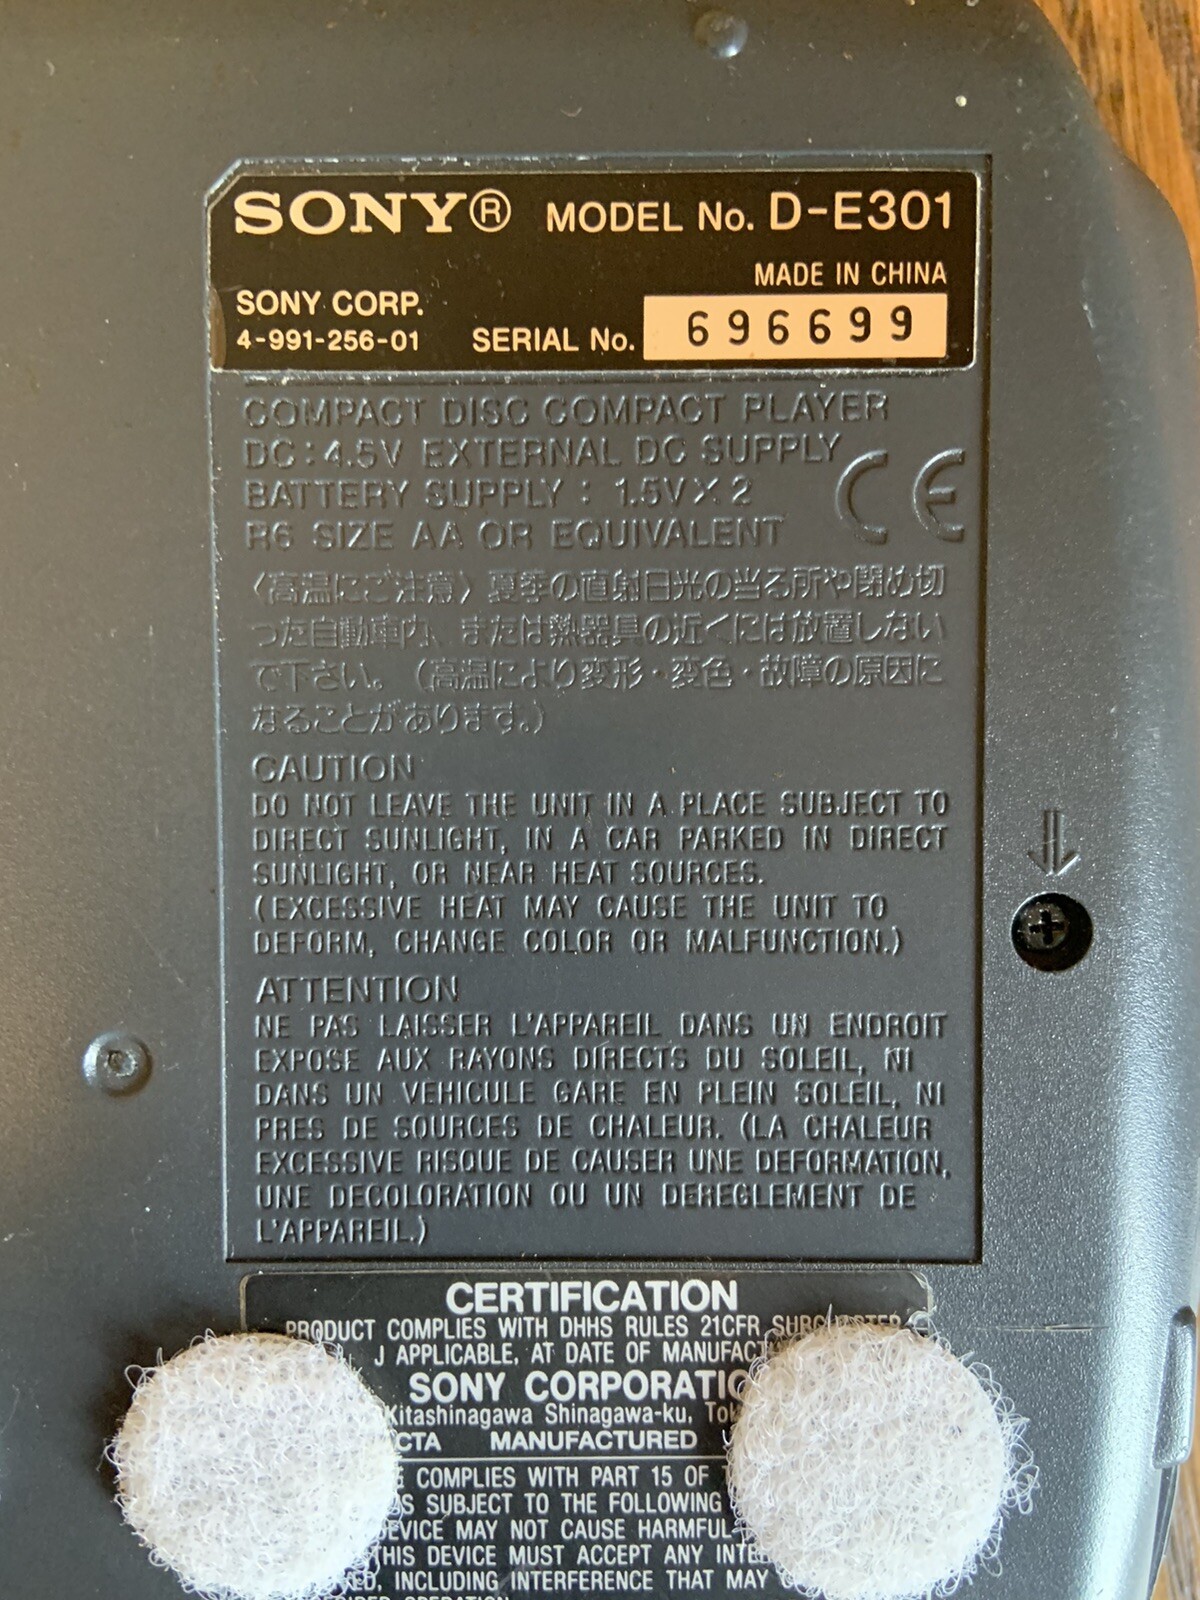 SONY® MODEL No. D-E301
MADE IN CHINA
SONY CORP.
4-991-256-01 SERIAL No. 696699
COMPACT DISC COMPACT PLAYER
DC:4.5V EXTERNAL DC SUPPLY
BATTERY SUPPLY : 1.5V×2
R6 SIZE AA OR EQUIVALENT
CE
〈高温にご注意〉夏季の直射日光の当る所や閉め切
った自動車内、または熱器具の近くには放置しない
で下さい。(高温により変形・変色・故障の原因に
なることがあります。)
CAUTION
DO NOT LEAVE THE UNIT IN A PLACE SUBJECT TO
DIRECT SUNLIGHT, IN A CAR PARKED IN DIRECT
SUNLIGHT, OR NEAR HEAT SOURCES.
(EXCESSIVE HEAT MAY CAUSE THE UNIT TO
DEFORM, CHANGE COLOR OR MALFUNCTION.)
ATTENTION
NE PAS LAISSER L'APPAREIL DANS UN ENDROIT
EXPOSE AUX RAYONS DIRECTS DU SOLEIL, NI
DANS UN VEHICULE GARE EN PLEIN SOLEIL, NI
PRES DE SOURCES DE CHALEUR. (LA CHALEUR
EXCESSIVE RISQUE DE CAUSER UNE DEFORMATION,
UNE DECOLORATION OU UN DEREGLEMENT DE
L'APPAREIL.)
CERTIFICATION
PRODUCT COMPLIES WITH DHHS RULES 21CFR SUBCHAPTER
J APPLICABLE, AT DATE OF MANUFACT
SONY CORPORATIO
Kitashinagawa Shinagawa-ku, Tok
CTA MANUFACTURED
COMPLIES WITH PART 15 OF
IS SUBJECT TO THE FOLLOWING
DEVICE MAY NOT CAUSE HARMFUL
THIS DEVICE MUST ACCEPT ANY INTE
ED, INCLUDING INTERFERENCE THAT MAY
OPERATION